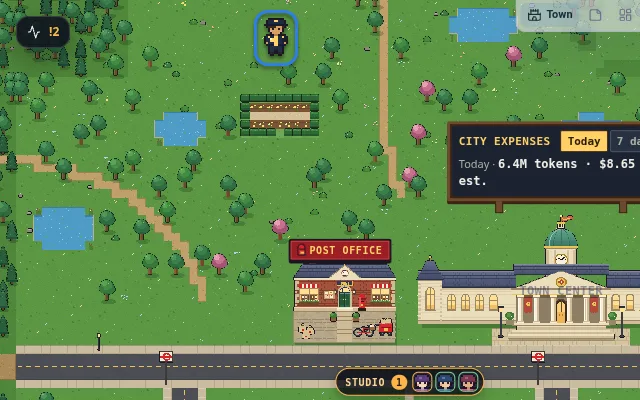 Town
!2
CITY EXPENSES Today 7 da
Today · 6.4M tokens · $8.65
est.
POST OFFICE
TOWN CENTER
STUDIO 1